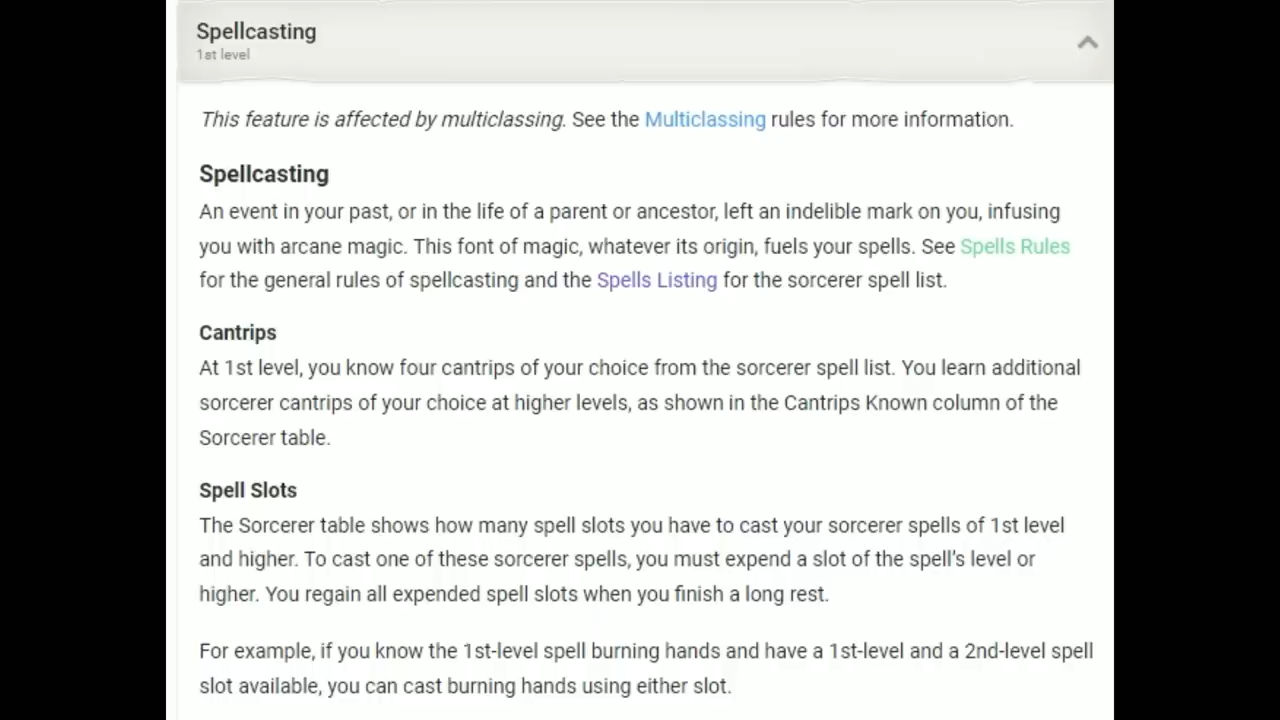 Spellcasting
1st level
This feature is affected by multiclassing. See the Multiclassing rules for more information.
Spellcasting
An event in your past, or in the life of a parent or ancestor, left an indelible mark on you, infusing
you with arcane magic. This font of magic, whatever its origin, fuels your spells. See Spells Rules
for the general rules of spellcasting and the Spells Listing for the sorcerer spell list.
Cantrips
At 1st level, you know four cantrips of your choice from the sorcerer spell list. You learn additional
sorcerer cantrips of your choice at higher levels, as shown in the Cantrips Known column of the
Sorcerer table.
Spell Slots
The Sorcerer table shows how many spell slots you have to cast your sorcerer spells of 1st level
and higher. To cast one of these sorcerer spells, you must expend a slot of the spell's level or
higher. You regain all expended spell slots when you finish a long rest.
For example, if you know the 1st-level spell burning hands and have a 1st-level and a 2nd-level spell
slot available, you can cast burning hands using either slot.